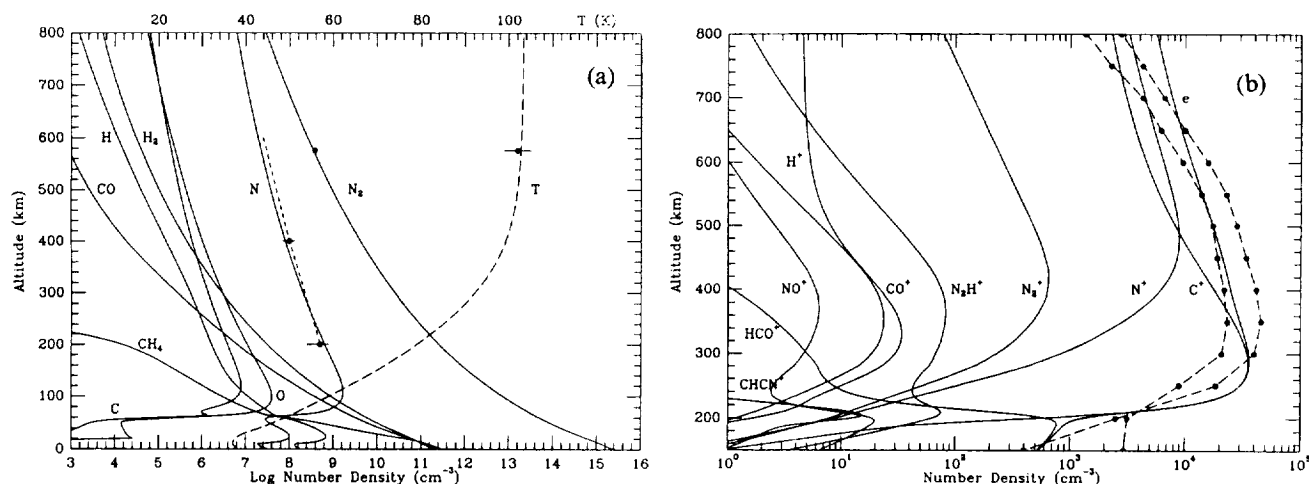 20 40 60 80 100 T (K)
800
700
600
500
400
300
200
100
0
Altitude (km)
(a)
H
H₂
CO
N
N₂
T
CH₄
C
O
3 4 5 6 7 8 9 10 11 12 13 14 15 16
Log Number Density (cm⁻³)
800
700
600
500
400
300
200
Altitude (km)
(b)
e
H⁺
NO⁺
CO⁺
N₂H⁺
N₂⁺
N⁺
C⁺
HCO⁺
CHCN⁺
10⁰ 10¹ 10² 10³ 10⁴ 10⁵
Number Density (cm⁻³)